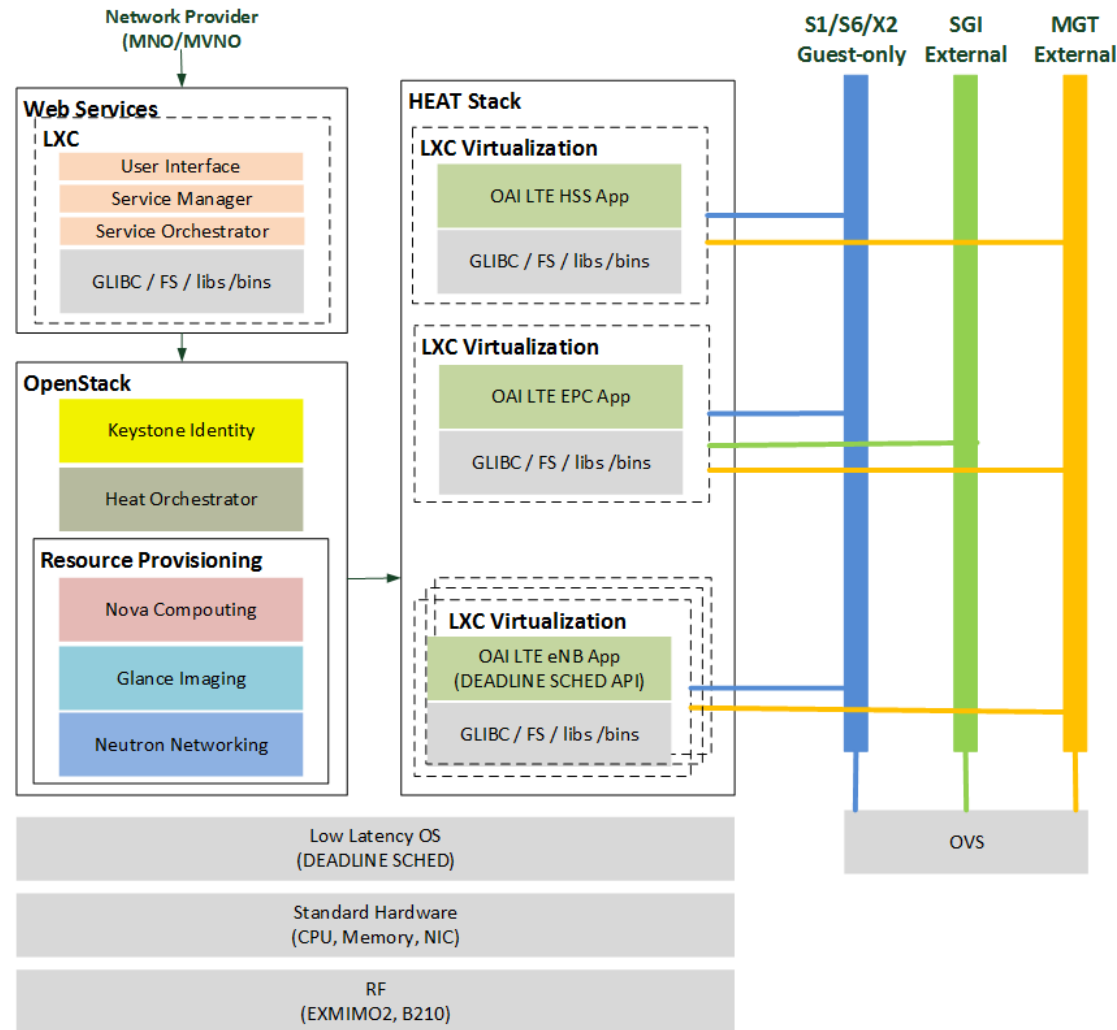 Network Provider
(MNO/MVNO
Web Services
LXC
User Interface
Service Manager
Service Orchestrator
GLIBC / FS / libs /bins
OpenStack
Keystone Identity
Heat Orchestrator
Resource Provisioning
Nova Compouting
Glance Imaging
Neutron Networking
HEAT Stack
LXC Virtualization
OAI LTE HSS App
GLIBC / FS / libs /bins
LXC Virtualization
OAI LTE EPC App
GLIBC / FS / libs /bins
LXC Virtualization
OAI LTE eNB App
(DEADLINE SCHED API)
GLIBC / FS / libs /bins
S1/S6/X2
Guest-only
SGI
External
MGT
External
OVS
Low Latency OS
(DEADLINE SCHED)
Standard Hardware
(CPU, Memory, NIC)
RF
(EXMIMO2, B210)